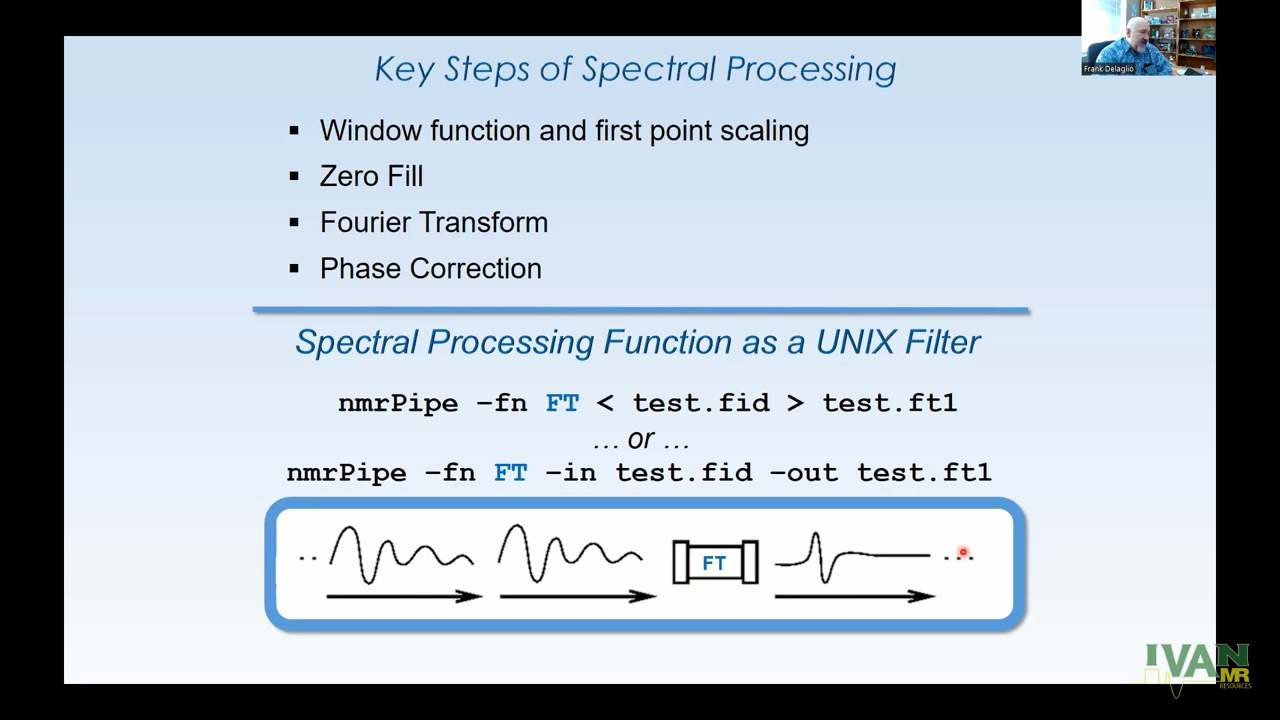 Key Steps of Spectral Processing
Frank Delaglio
▪ Window function and first point scaling
▪ Zero Fill
▪ Fourier Transform
▪ Phase Correction
Spectral Processing Function as a UNIX Filter
nmrPipe –fn FT < test.fid > test.ft1
… or …
nmrPipe –fn FT –in test.fid –out test.ft1
FT
IVAN
MR
RESOURCES